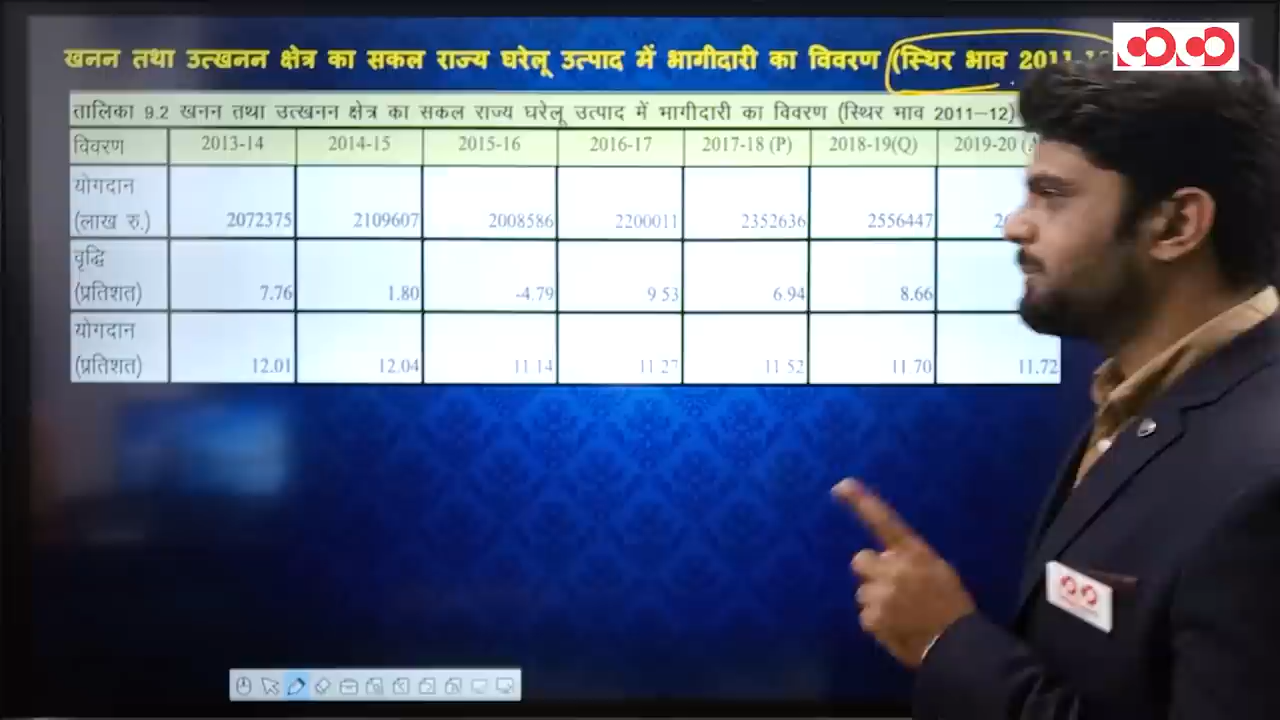 खनन तथा उत्खनन क्षेत्र का सकल राज्य घरेलू उत्पाद में भागीदारी का विवरण (स्थिर भाव 2011-
तालिका 9.2 खनन तथा उत्खनन क्षेत्र का सकल राज्य घरेलू उत्पाद में भागीदारी का विवरण (स्थिर भाव 2011–12)
विवरण 2013-14 2014-15 2015-16 2016-17 2017-18 (P) 2018-19(Q) 2019-20
योगदान
(लाख रु.) 2072375 2109607 2008586 2200011 2352636 2556447
वृद्धि
(प्रतिशत) 7.76 1.80 -4.79 9 53 6.94 8.66
योगदान
(प्रतिशत) 12.01 12.04 11 14 11 27 11 52 11 70 11.72